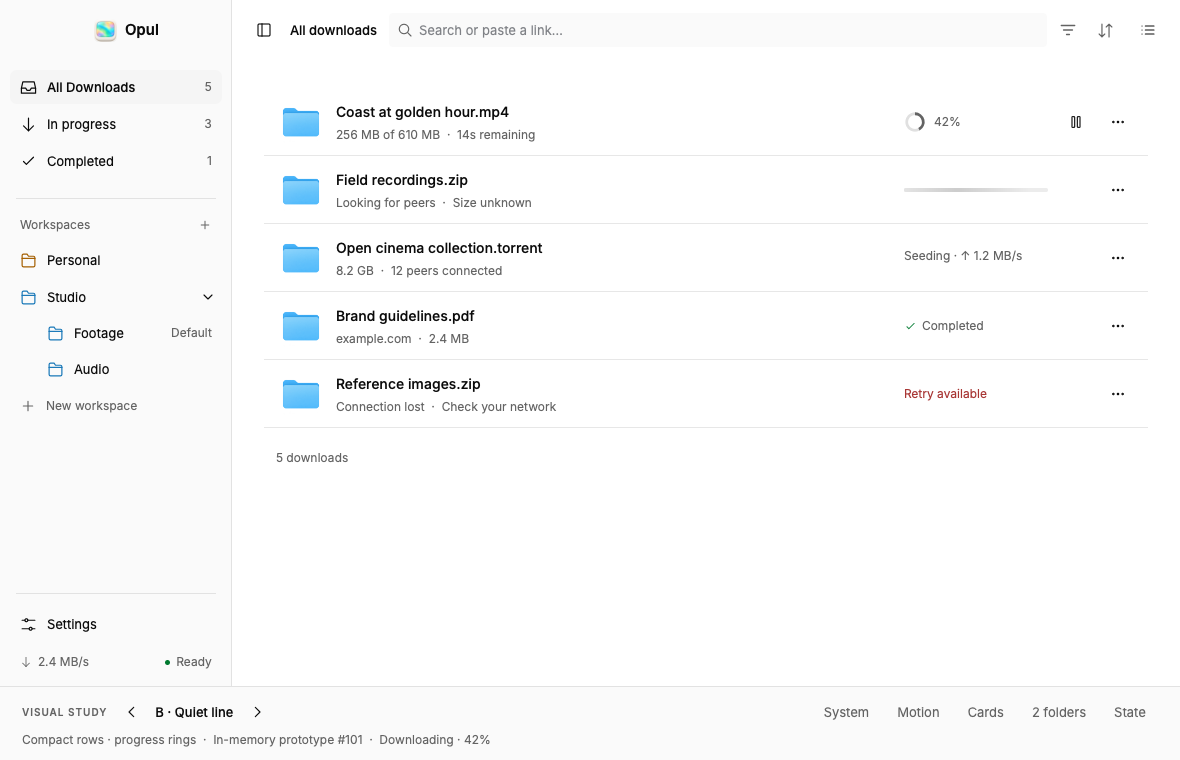 Opul
All downloads
Search or paste a link...
All Downloads 5
In progress 3
Completed 1
Workspaces
Personal
Studio
Footage Default
Audio
New workspace
Settings
2.4 MB/s Ready
Coast at golden hour.mp4
256 MB of 610 MB · 14s remaining
42%
Field recordings.zip
Looking for peers · Size unknown
Open cinema collection.torrent
8.2 GB · 12 peers connected
Seeding · ↑ 1.2 MB/s
Brand guidelines.pdf
example.com · 2.4 MB
Completed
Reference images.zip
Connection lost · Check your network
Retry available
5 downloads
VISUAL STUDY B · Quiet line System Motion Cards 2 folders State
Compact rows · progress rings · In-memory prototype #101 · Downloading · 42%